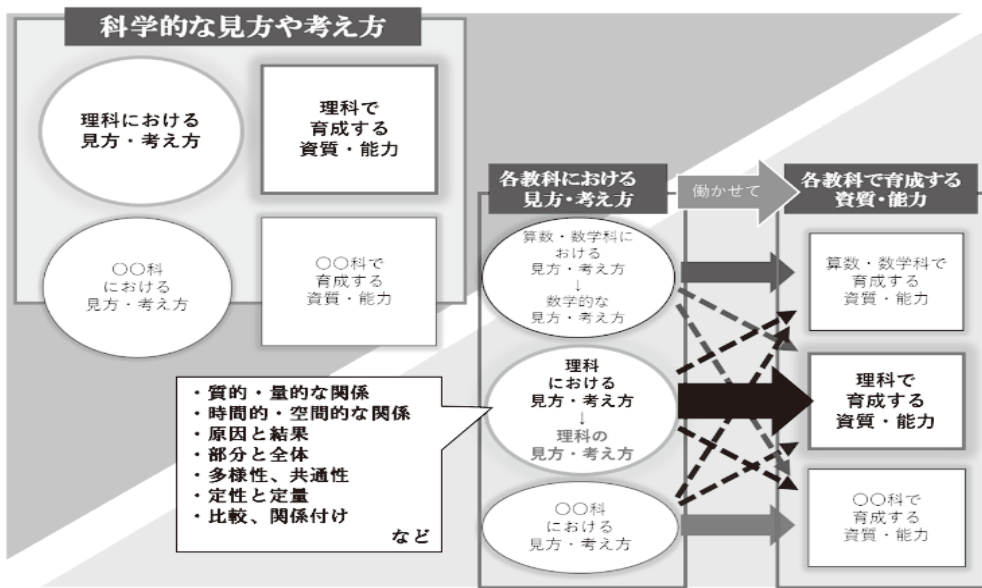 科学的な見方や考え方
理科における
見方・考え方
理科で
育成する
資質・能力
〇〇科
における
見方・考え方
〇〇科で
育成する
資質・能力
各教科における
見方・考え方
働かせて
各教科で育成する
資質・能力
算数・数学科に
おける
見方・考え方
↓
数学的な
見方・考え方
算数・数学科で
育成する
資質・能力
・質的・量的な関係
・時間的・空間的な関係
・原因と結果
・部分と全体
・多様性、共通性
・定性と定量
・比較、関係付け
など
理科
における
見方・考え方
↓
理科の
見方・考え方
理科で
育成する
資質・能力
〇〇科
における
見方・考え方
〇〇科で
育成する
資質・能力